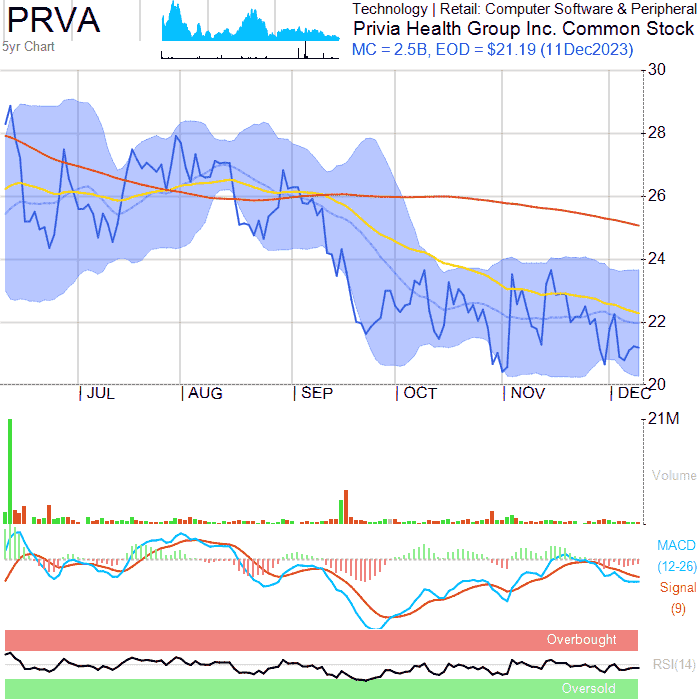 PRVA
5yr Chart
Technology | Retail: Computer Software & Peripheral
Privia Health Group Inc. Common Stock
MC = 2.5B, EOD = $21.19 (11Dec2023)
30
28
26
24
22
20
JUL
AUG
SEP
OCT
NOV
DEC
21M
Volume
MACD
(12-26)
Signal
(9)
Overbought
RSI(14)
Oversold